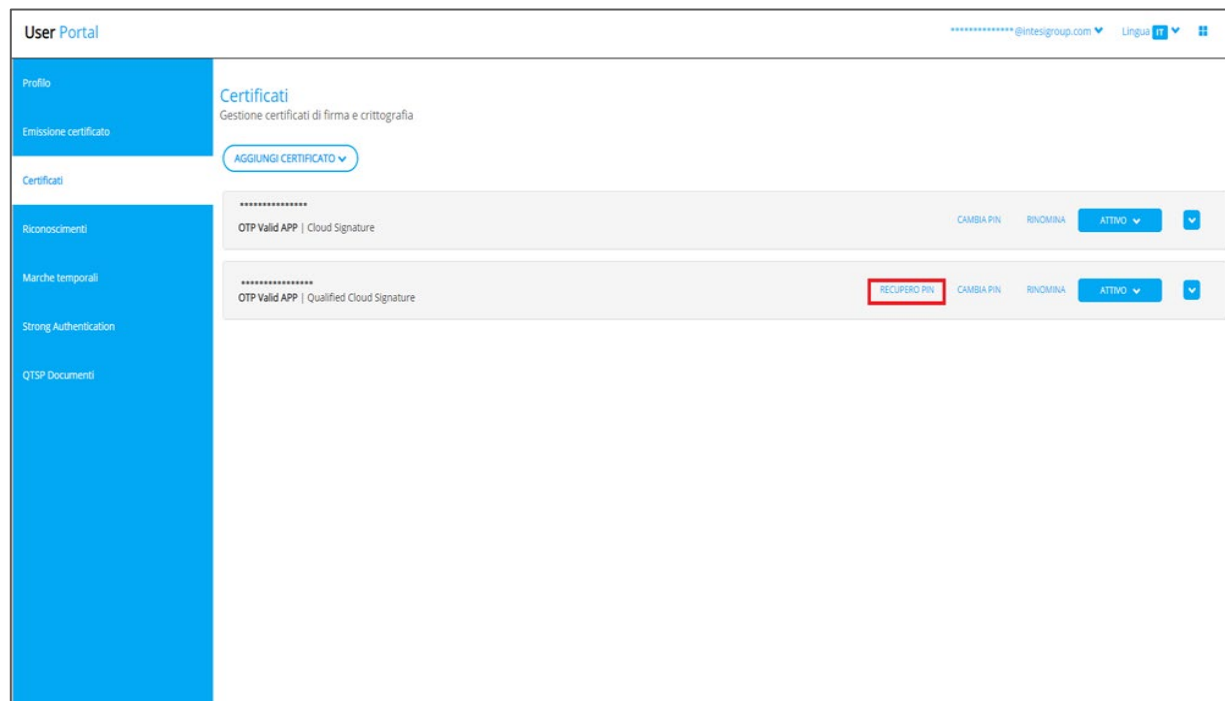 User Portal
**************@intesigroup.com
Lingua IT
Profilo
Emissione certificato
Certificati
Riconoscimenti
Marche temporali
Strong Authentication
QTSP Documenti
Certificati
Gestione certificati di firma e crittografia
AGGIUNGI CERTIFICATO
***************
OTP Valid APP | Cloud Signature
CAMBIA PIN RINOMINA ATTIVO
****************
OTP Valid APP | Qualified Cloud Signature
RECUPERO PIN CAMBIA PIN RINOMINA ATTIVO